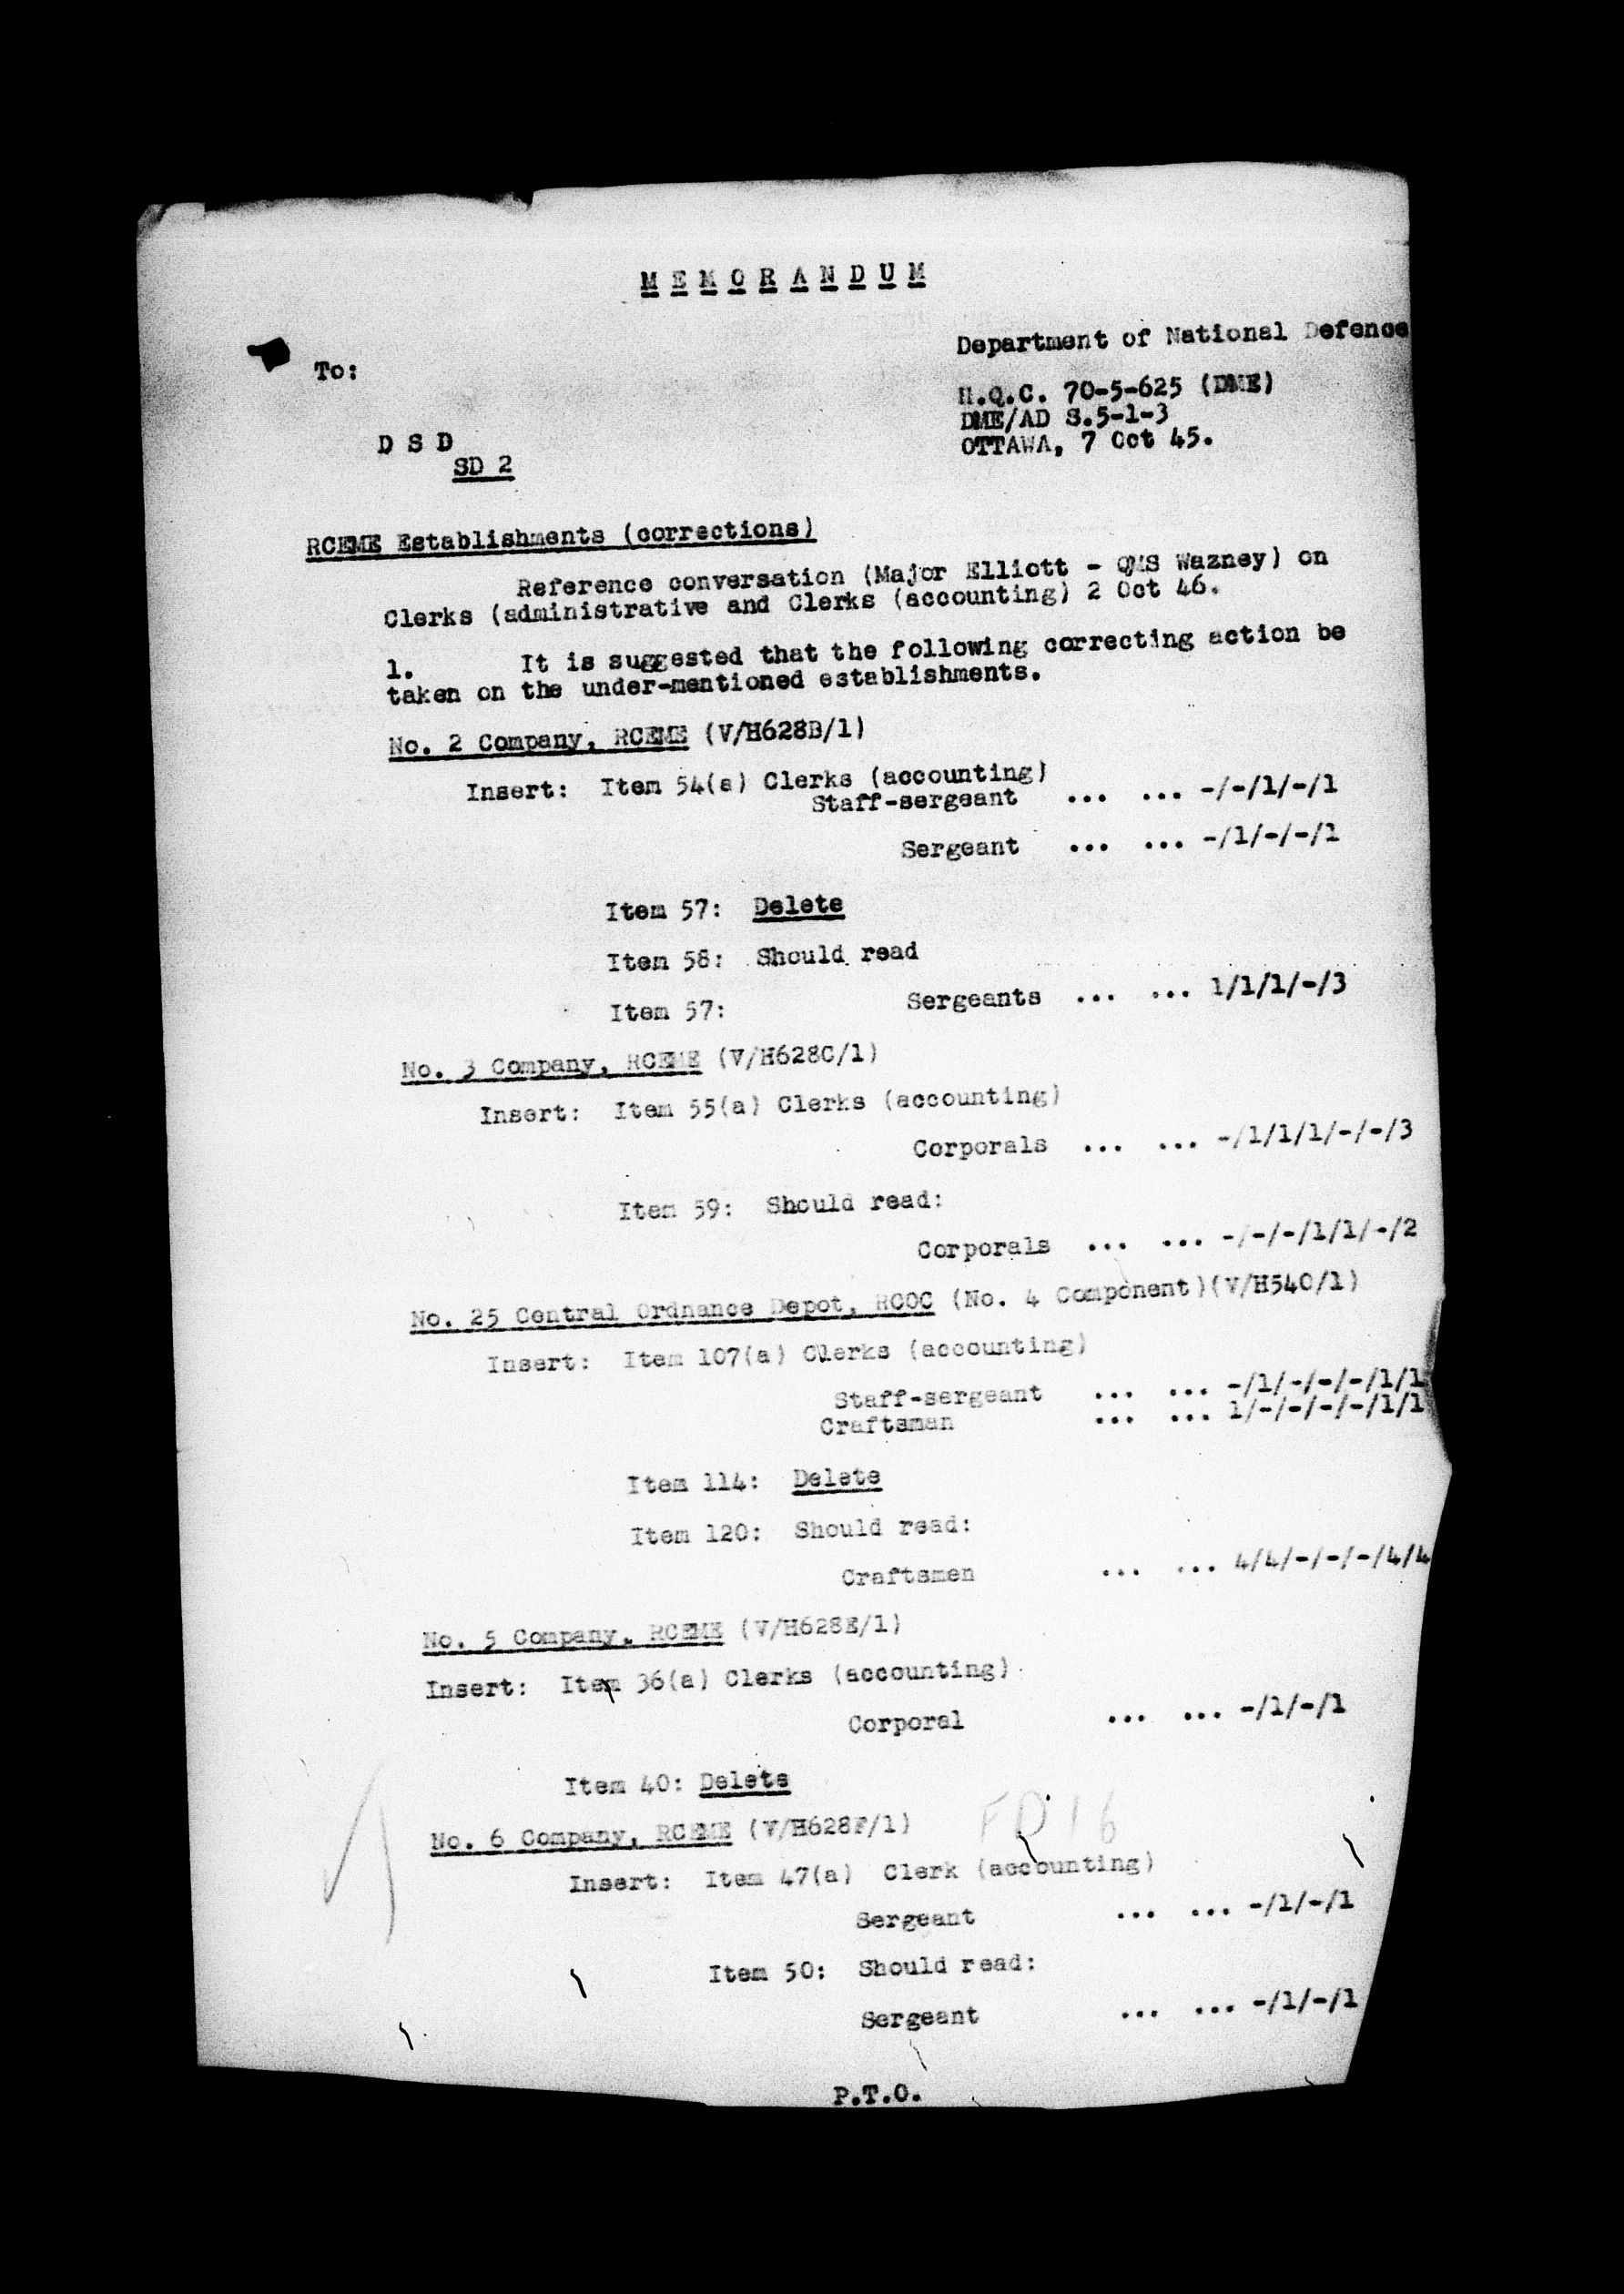 MEMORANDUM
Department of National Defence
To:
H.Q.C. 70-5-625 (DME)
DME/AD S.5-1-3
OTTAWA, 7 Oct 45.
D S D
SD 2
RCEME Establishments (corrections)
Reference conversation (Major Elliott - QMS Wazney) on
Clerks (administrative and Clerks (accounting) 2 Oct 46.
1. It is suggested that the following correcting action be
taken on the under-mentioned establishments.
No. 2 Company, RCEME (V/H628B/1)
Insert: Item 54(a) Clerks (accounting)
Staff-sergeant ... ... -/-/1/-/1
Sergeant ... ... -/1/-/-/1
Item 57: Delete
Item 58: Should read
Item 57: Sergeants ... ... 1/1/1/-/3
No. 3 Company, RCEME (V/H628C/1)
Insert: Item 55(a) Clerks (accounting)
Corporals ... ... -/1/1/1/-/-/3
Item 59: Should read:
Corporals ... ... -/-/-/1/1/-/2
No. 25 Central Ordnance Depot, RCOC (No. 4 Component)(V/H540/1)
Insert: Item 107(a) Clerks (accounting)
Staff-sergeant ... ... -/1/-/-/-/1/1
Craftsman ... ... 1/-/-/-/-/1/1
Item 114: Delete
Item 120: Should read:
Craftsmen ... ... 4/4/-/-/-/4/4
No. 5 Company, RCEME (V/H628E/1)
Insert: Item 36(a) Clerks (accounting)
Corporal ... ... -/1/-/1
Item 40: Delete
No. 6 Company, RCEME (V/H628F/1) FD 16
Insert: Item 47(a) Clerk (accounting)
Sergeant ... ... -/1/-/1
Item 50: Should read:
Sergeant ... ... -/1/-/1
P.T.O.